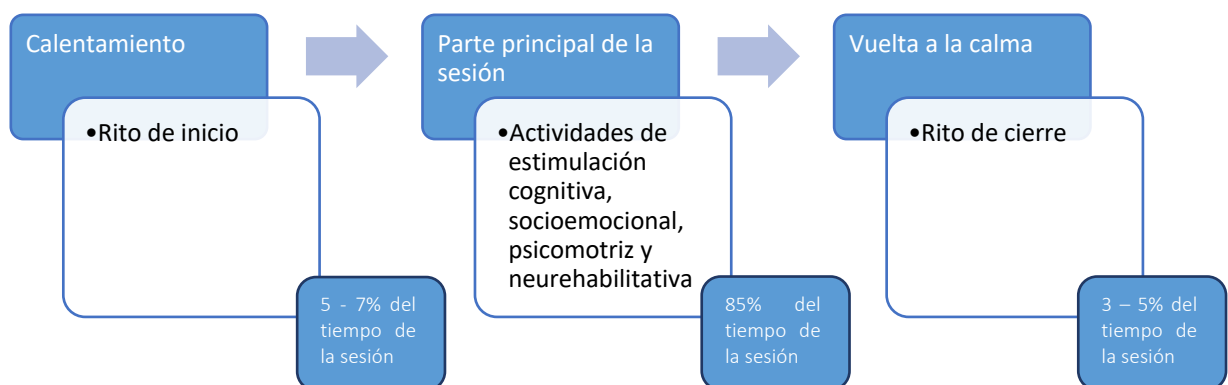 Calentamiento
•Rito de inicio
5 - 7% del
tiempo de
la sesión
Parte principal de la
sesión
•Actividades de
estimulación
cognitiva,
socioemocional,
psicomotriz y
neurehabilitativa
85% del
tiempo de
la sesión
Vuelta a la calma
•Rito de cierre
3 – 5% del
tiempo de
la sesión